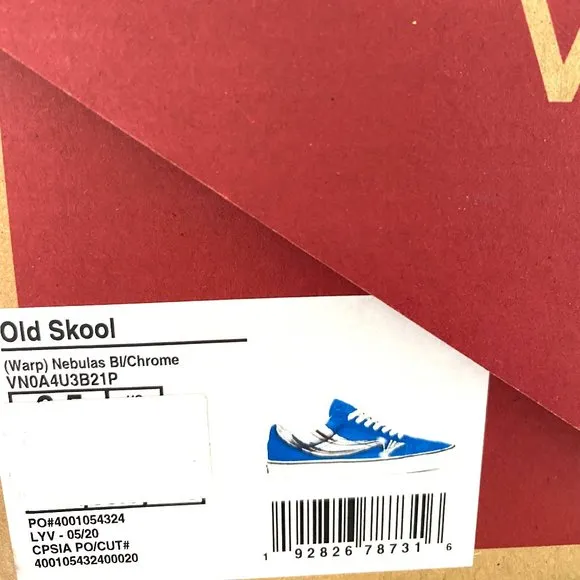 V
Old Skool
(Warp) Nebulas Bl/Chrome
VN0A4U3B21P
PO#4001054324
LYV - 05/20
CPSIA PO/CUT#
400105432400020
1 92826 78731 6